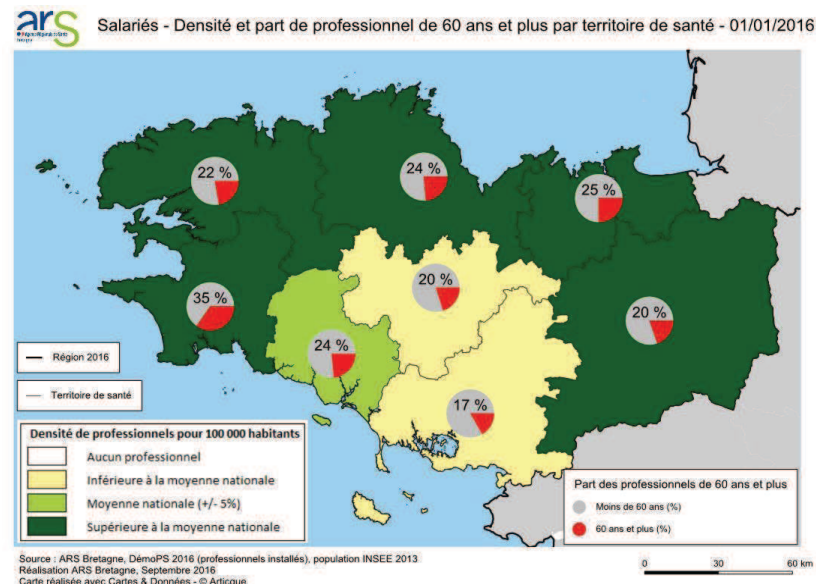 ars
Salariés - Densité et part de professionnel de 60 ans et plus par territoire de santé - 01/01/2016
22 %
24 %
25 %
20 %
35 %
20 %
24 %
17 %
Région 2016
Territoire de santé
Densité de professionnels pour 100 000 habitants
Aucun professionnel
Inférieure à la moyenne nationale
Moyenne nationale (+/- 5%)
Supérieure à la moyenne nationale
Part des professionnels de 60 ans et plus
Moins de 60 ans (%)
60 ans et plus (%)
Source : ARS Bretagne, DémoPS 2016 (professionnels installés), population INSEE 2013
Réalisation ARS Bretagne, Septembre 2016
Carte réalisée avec Cartes & Données - © Articque
0 30 60 km